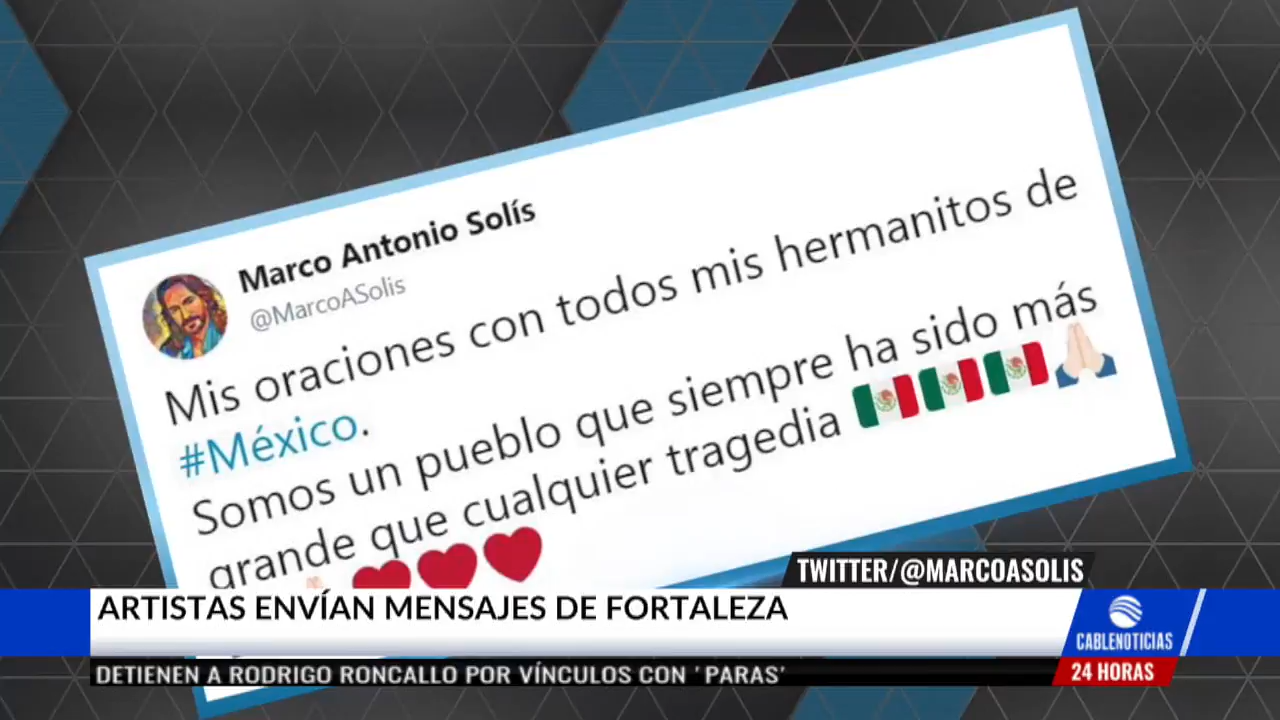 Marco Antonio Solís
@MarcoASolis
Mis oraciones con todos mis hermanitos de
#México.
Somos un pueblo que siempre ha sido más
grande que cualquier tragedia
TWITTER/@MARCOASOLIS
ARTISTAS ENVÍAN MENSAJES DE FORTALEZA
CABLENOTICIAS
DETIENEN A RODRIGO RONCALLO POR VÍNCULOS CON 'PARAS'
24 HORAS